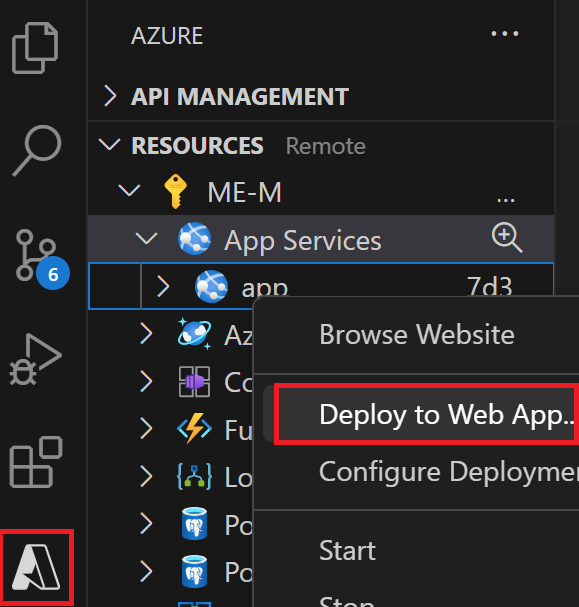 AZURE ...
API MANAGEMENT
RESOURCES Remote
ME-M ...
App Services
app 7d3
Browse Website
Deploy to Web App...
Configure Deploymen
Start
Stop
Az
Co
Fu
Lo
Po
Po
6